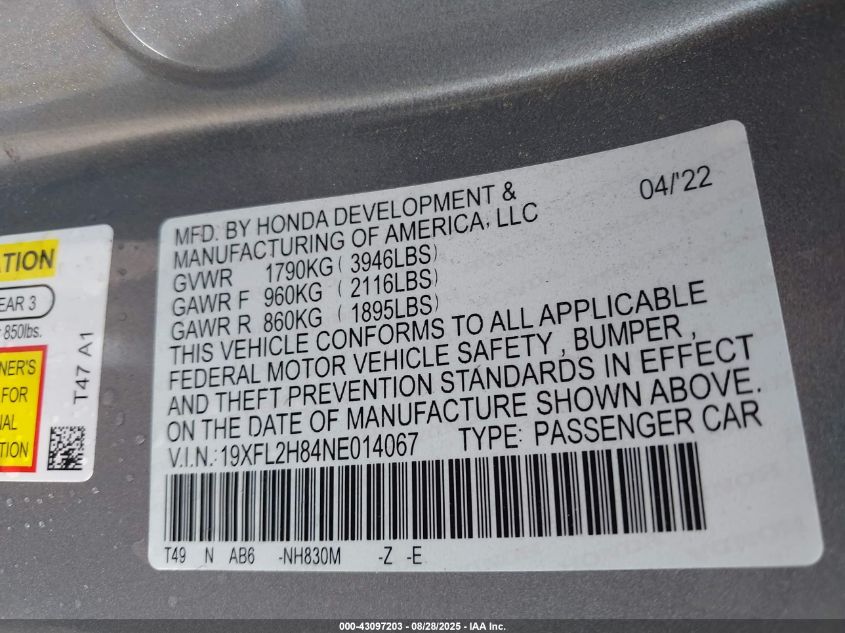 MFD. BY HONDA DEVELOPMENT &
MANUFACTURING OF AMERICA, LLC
04/'22
GVWR 1790KG ( 3946LBS)
GAWR F 960KG ( 2116LBS)
GAWR R 860KG ( 1895LBS)
THIS VEHICLE CONFORMS TO ALL APPLICABLE
FEDERAL MOTOR VEHICLE SAFETY , BUMPER ,
AND THEFT PREVENTION STANDARDS IN EFFECT
ON THE DATE OF MANUFACTURE SHOWN ABOVE.
V.I.N.: 19XFL2H84NE014067 TYPE: PASSENGER CAR
T49 N AB6 -NH830M -Z -E
ATION
EAR 3
850lbs.
NER'S
FOR
NAL
TION
T47 A1
000-43097203 - 08/28/2025 - IAA Inc.